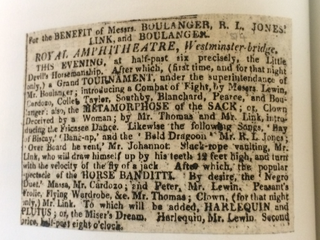 For the BENEFIT of Messrs. BOULANGER, R. L. JONES,
LINK, and BOULANGER.
ROYAL AMPHITHEATRE, Westminster-bridge.
THIS EVENING, at half-past six precisely, the Little
Devil's Horsemanship. After which, (first time, and for that night
only,) a Grand TOURNAMENT, under the superintendence of
Mr. Boulanger; introducing a Combat of Fight, by Messrs. Lewin,
Cardozo, Collet, Taylor, Southby, Blanchard, Pearce, and Bou-
langer: also the METAMORPHOSE of the SACK; or, Clown
Deceived by a Woman; by Mr. Thomas and Mr. Link, intro-
ducing the Fricasee Dance. Likewise the following Songs, 'Bay
of Biscay,' 'Bang-up,' and the 'Bald Dragoon,' Mr. R. L. Jones;
'Over Board he vent,' Mr. Johannot. Slack-rope vaulting, Mr.
Link, who will draw himself up by his teeth 12 feet high, and turn
with the velocity of the fly of a jack. After which, the popular
spectacle of the HORSE BANDITTI. By desire, the 'Negro
Duet.' Massa, Mr. Cardozo; and Peter, Mr. Lewin. Peasant's
Frolic, Flying Wardrobe, &c. Mr. Thomas; Clown, (for that night
only,) Mr. Link. To which will be added, HARLEQUIN and
PLUTUS; or, the Miser's Dream. Harlequin, Mr. Lewin. Second
price, half-past eight o'clock.